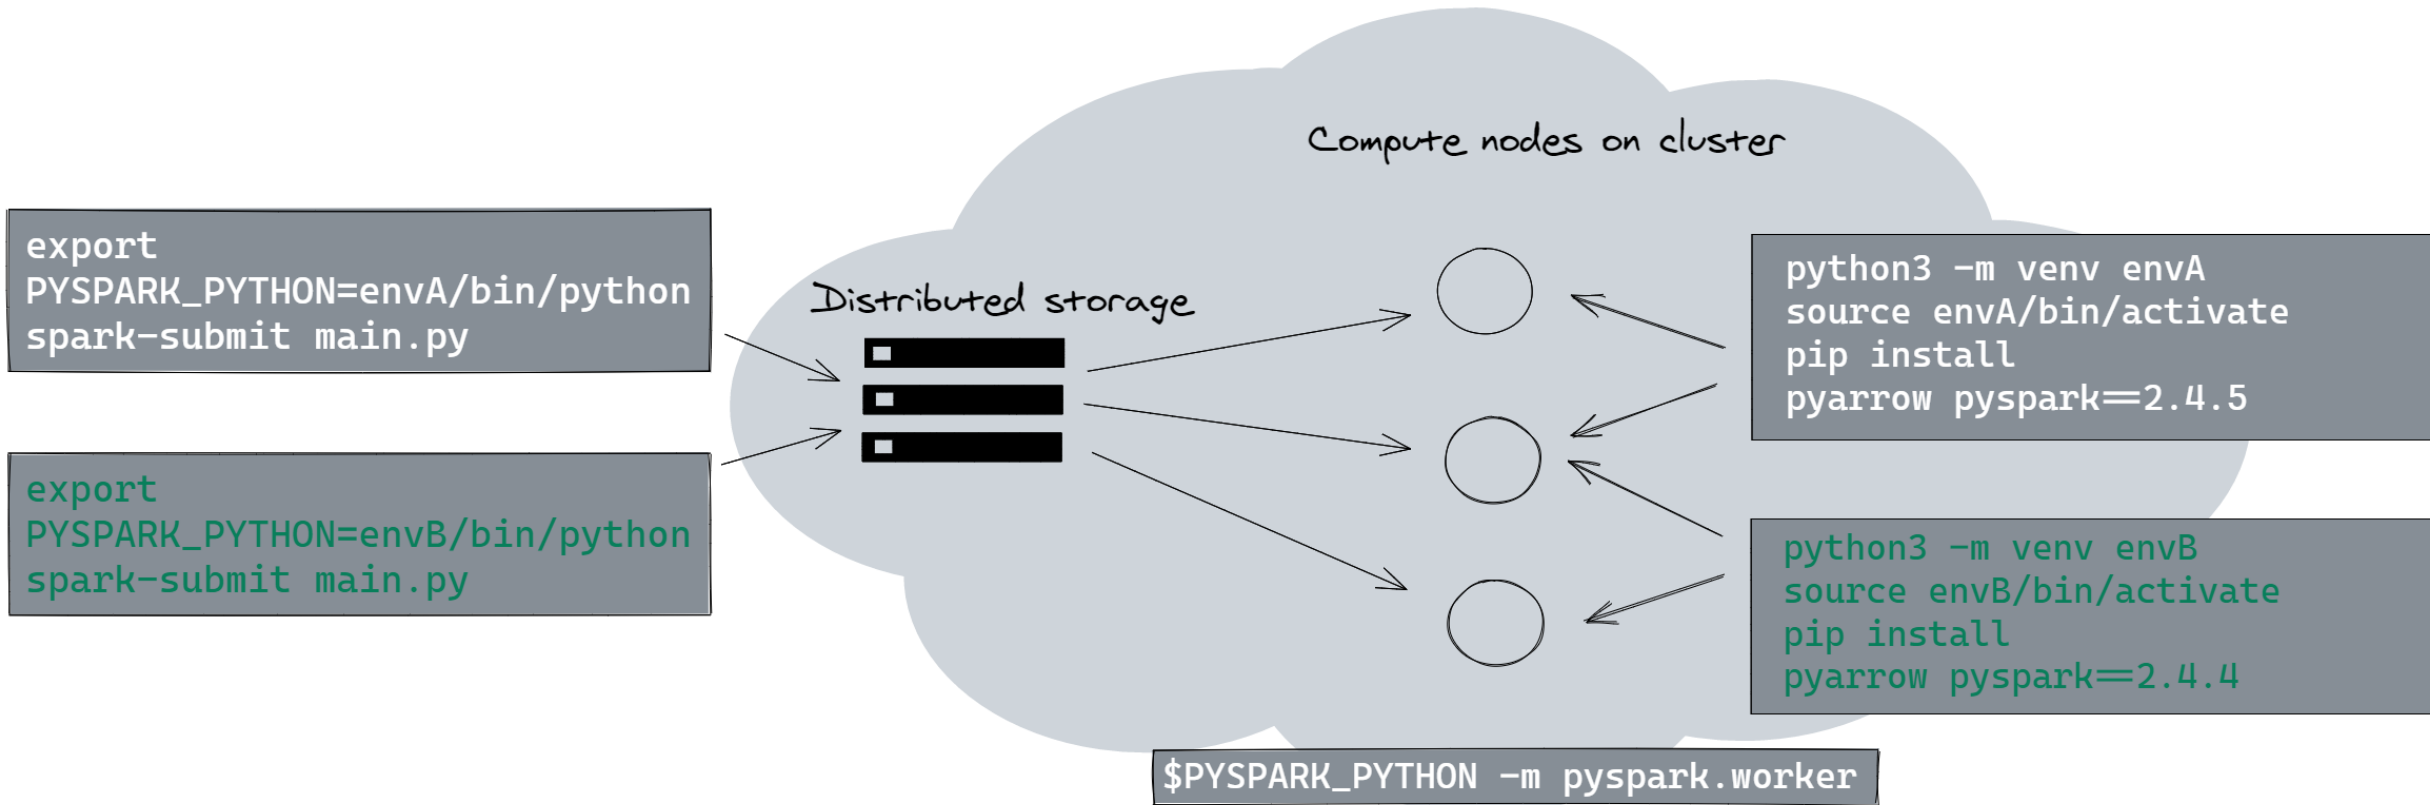 Compute nodes on cluster
export
PYSPARK_PYTHON=envA/bin/python
spark-submit main.py
Distributed storage
export
PYSPARK_PYTHON=envB/bin/python
spark-submit main.py
python3 -m venv envA
source envA/bin/activate
pip install
pyarrow pyspark==2.4.5
python3 -m venv envB
source envB/bin/activate
pip install
pyarrow pyspark==2.4.4
$PYSPARK_PYTHON -m pyspark.worker